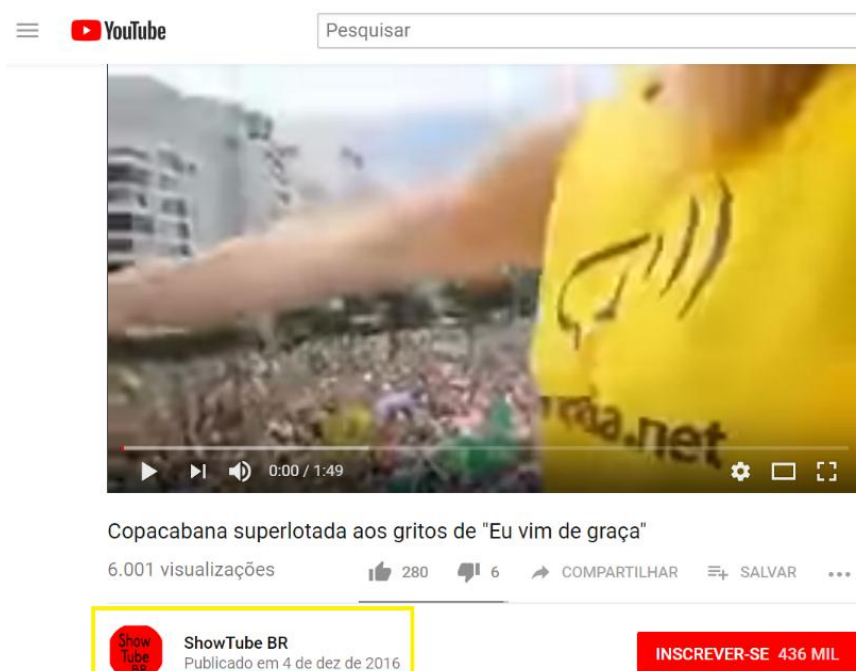 YouTube
Pesquisar
.net
0:00 / 1:49
Copacabana superlotada aos gritos de "Eu vim de graça"
6.001 visualizações
280
6
COMPARTILHAR
SALVAR
Show
Tube
BR
ShowTube BR
Publicado em 4 de dez de 2016
INSCREVER-SE 436 MIL